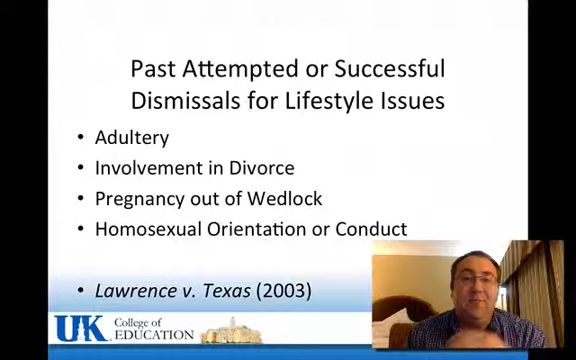 Past Attempted or Successful
Dismissals for Lifestyle Issues
• Adultery
• Involvement in Divorce
• Pregnancy out of Wedlock
• Homosexual Orientation or Conduct
• Lawrence v. Texas (2003)
UK College of
EDUCATION